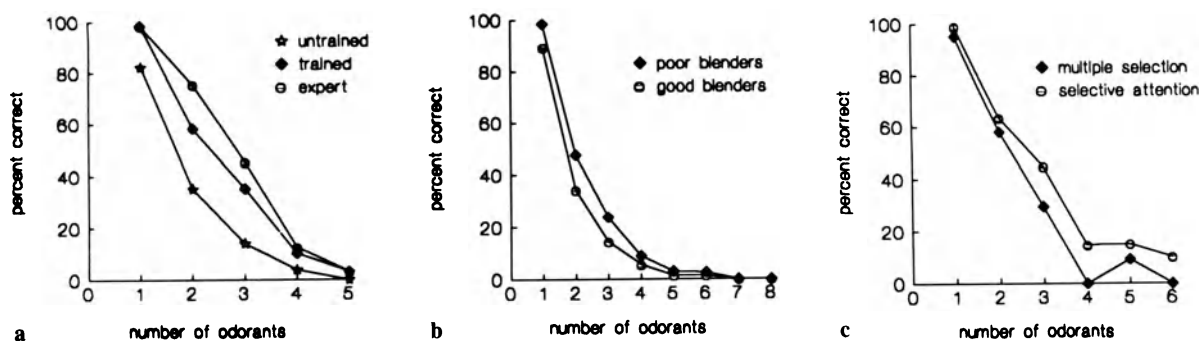 100
80
60
40
20
0
0 1 2 3 4 5
percent correct
number of odorants
untrained
trained
expert
a
100
80
60
40
20
0
0 1 2 3 4 5 6 7 8
percent correct
number of odorants
poor blenders
good blenders
b
100
80
60
40
20
0
0 1 2 3 4 5 6
percent correct
number of odorants
multiple selection
selective attention
c